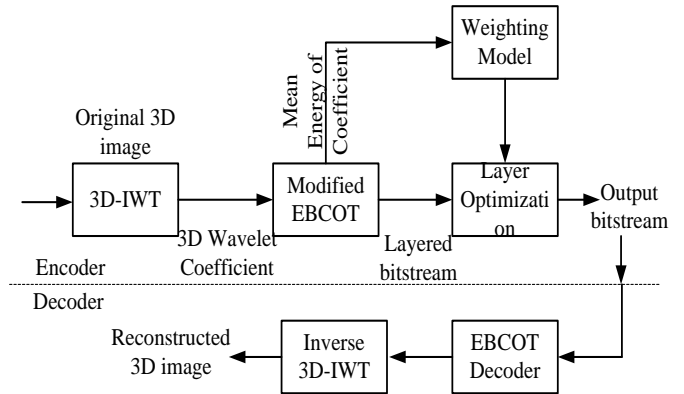 Weighting
Model
Mean
Energy of
Coefficient
Original 3D
image
3D-IWT
Modified
EBCOT
Layer
Optimizati
on
Output
bitstream
3D Wavelet
Coefficient
Layered
bitstream
Encoder
Decoder
Reconstructed
3D image
Inverse
3D-IWT
EBCOT
Decoder